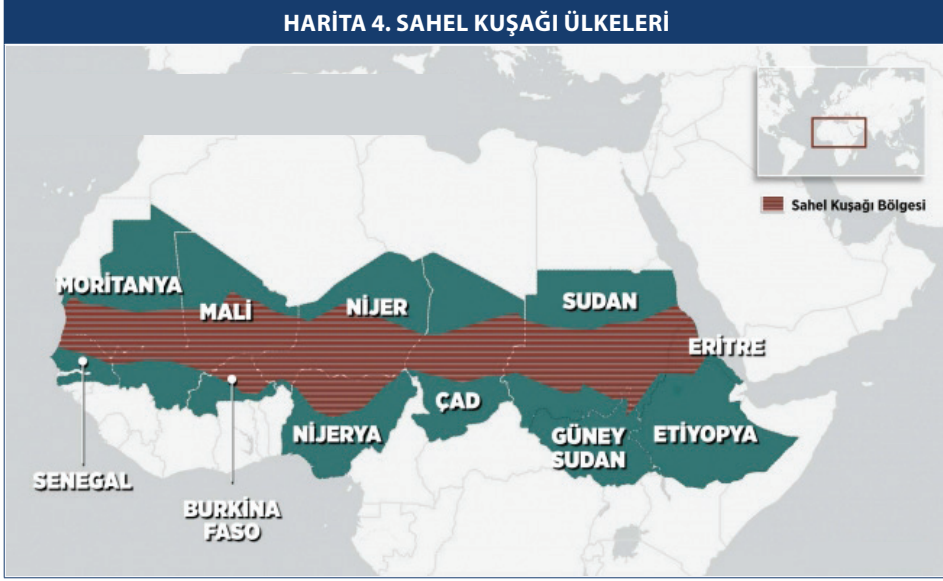 HARİTA 4. SAHEL KUŞAĞI ÜLKELERİ
Sahel Kuşağı Bölgesi
MORİTANYA
MALİ
NİJER
SUDAN
ERİTRE
ÇAD
NİJERYA
GÜNEY
SUDAN
ETİYOPYA
SENEGAL
BURKİNA
FASO